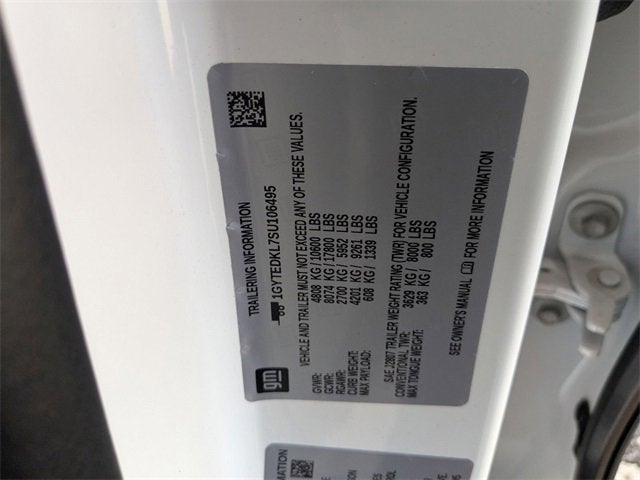 TRAILERING INFORMATION
1GYTEDKL7SU106495
gm
VEHICLE AND TRAILER MUST NOT EXCEED ANY OF THESE VALUES.
GVWR: 4808 KG/10600 LBS
GCWR: 8074 KG/17800 LBS
RGAWR: 2700 KG/ 5952 LBS
CURB WEIGHT: 4201 KG/ 9261 LBS
MAX PAYLOAD: 608 KG/ 1339 LBS
SAE J2807 TRAILER WEIGHT RATING (TWR) FOR VEHICLE CONFIGURATION.
CONVENTIONAL TWR: 3629 KG/ 8000 LBS
MAX TONGUE WEIGHT: 363 KG/ 800 LBS
SEE OWNER'S MANUAL FOR MORE INFORMATION